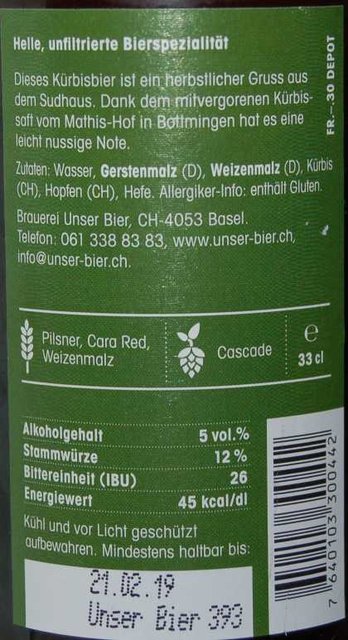 Helle, unfiltrierte Bierspezialität
Dieses Kürbisbier ist ein herbstlicher Gruss aus
dem Sudhaus. Dank dem mitvergorenen Kürbis-
saft vom Mathis-Hof in Bottmingen hat es eine
leicht nussige Note.
Zutaten: Wasser, Gerstenmalz (D), Weizenmalz (D), Kürbis
(CH), Hopfen (CH), Hefe. Allergiker-Info: enthält Gluten.
Brauerei Unser Bier, CH-4053 Basel.
Telefon: 061 338 83 83, www.unser-bier.ch,
info@unser-bier.ch.
FR. –.30 DEPOT
Pilsner, Cara Red,
Weizenmalz
Cascade
℮
33 cl
Alkoholgehalt 5 vol.%
Stammwürze 12 %
Bittereinheit (IBU) 26
Energiewert 45 kcal/dl
Kühl und vor Licht geschützt
aufbewahren. Mindestens haltbar bis:
21.02.19
Unser Bier 393
7 640103 300442